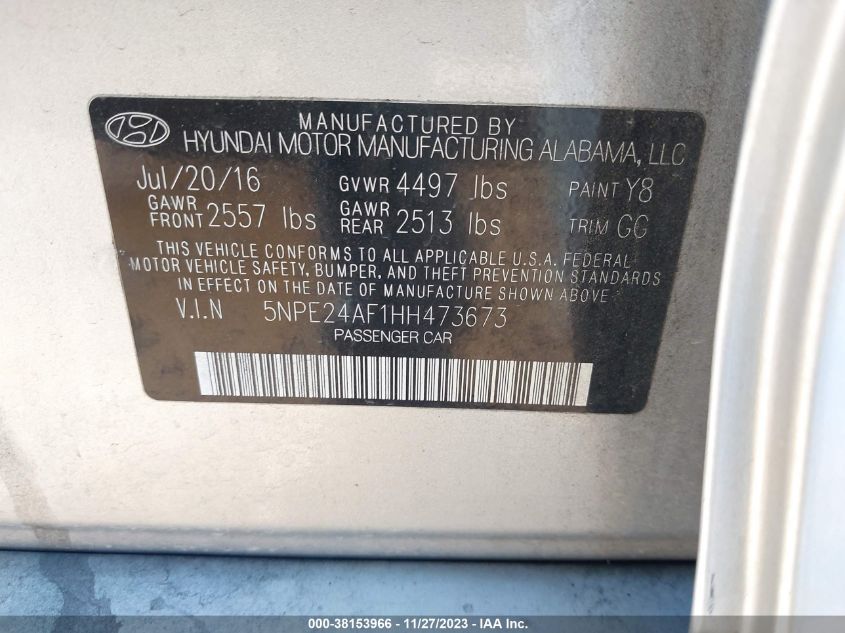 MANUFACTURED BY
HYUNDAI MOTOR MANUFACTURING ALABAMA, LLC
Jul/20/16 GVWR 4497 lbs PAINT Y8
GAWR FRONT 2557 lbs GAWR REAR 2513 lbs TRIM GG
THIS VEHICLE CONFORMS TO ALL APPLICABLE U.S.A. FEDERAL
MOTOR VEHICLE SAFETY, BUMPER, AND THEFT PREVENTION STANDARDS
IN EFFECT ON THE DATE OF MANUFACTURE SHOWN ABOVE
V.I.N 5NPE24AF1HH473673
PASSENGER CAR
000-38153966 - 11/27/2023 - IAA Inc.